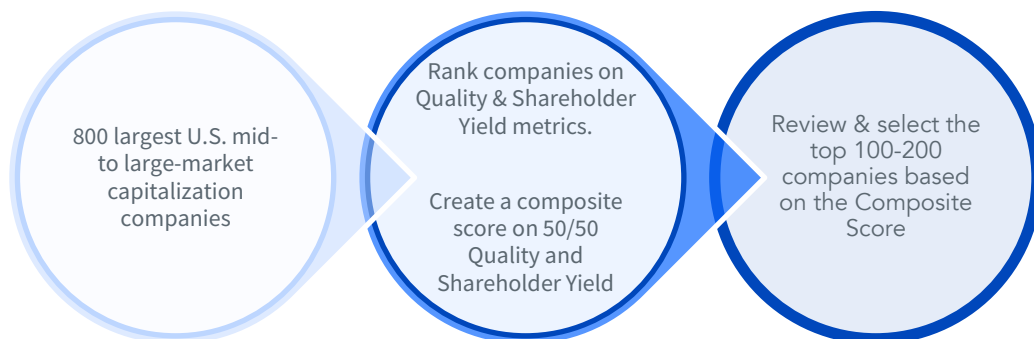 800 largest U.S. mid-
to large-market
capitalization
companies
Rank companies on
Quality & Shareholder
Yield metrics.
Create a composite
score on 50/50
Quality and
Shareholder Yield
Review & select the
top 100-200
companies based
on the Composite
Score